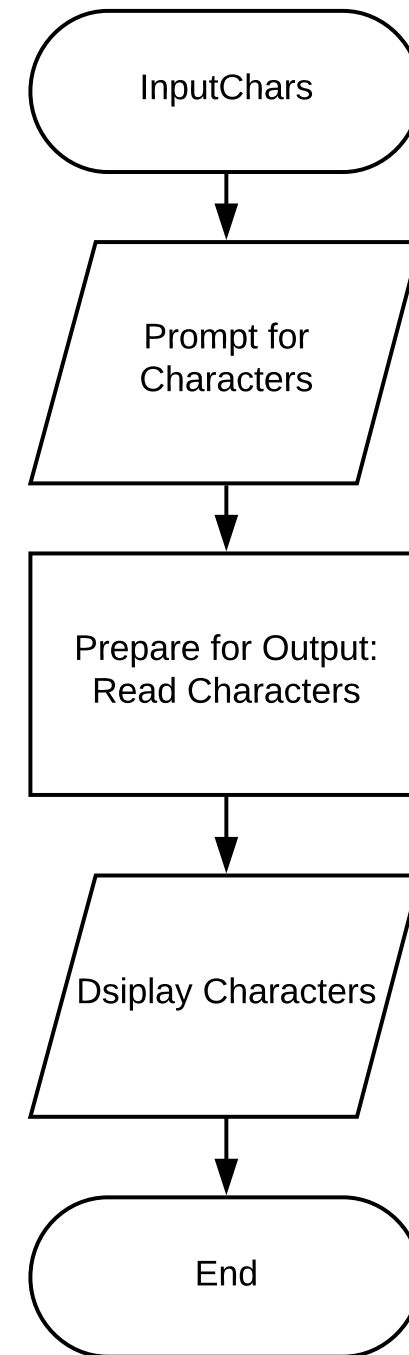 InputChars
Prompt for
Characters
Prepare for Output:
Read Characters
Dsiplay Characters
End